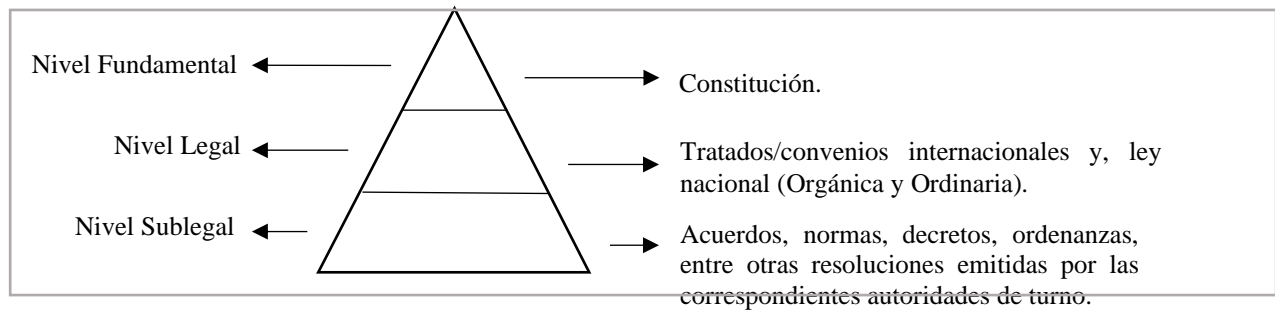 Nivel Fundamental
Constitución.
Nivel Legal
Tratados/convenios internacionales y, ley
nacional (Orgánica y Ordinaria).
Nivel Sublegal
Acuerdos, normas, decretos, ordenanzas,
entre otras resoluciones emitidas por las
correspondientes autoridades de turno.